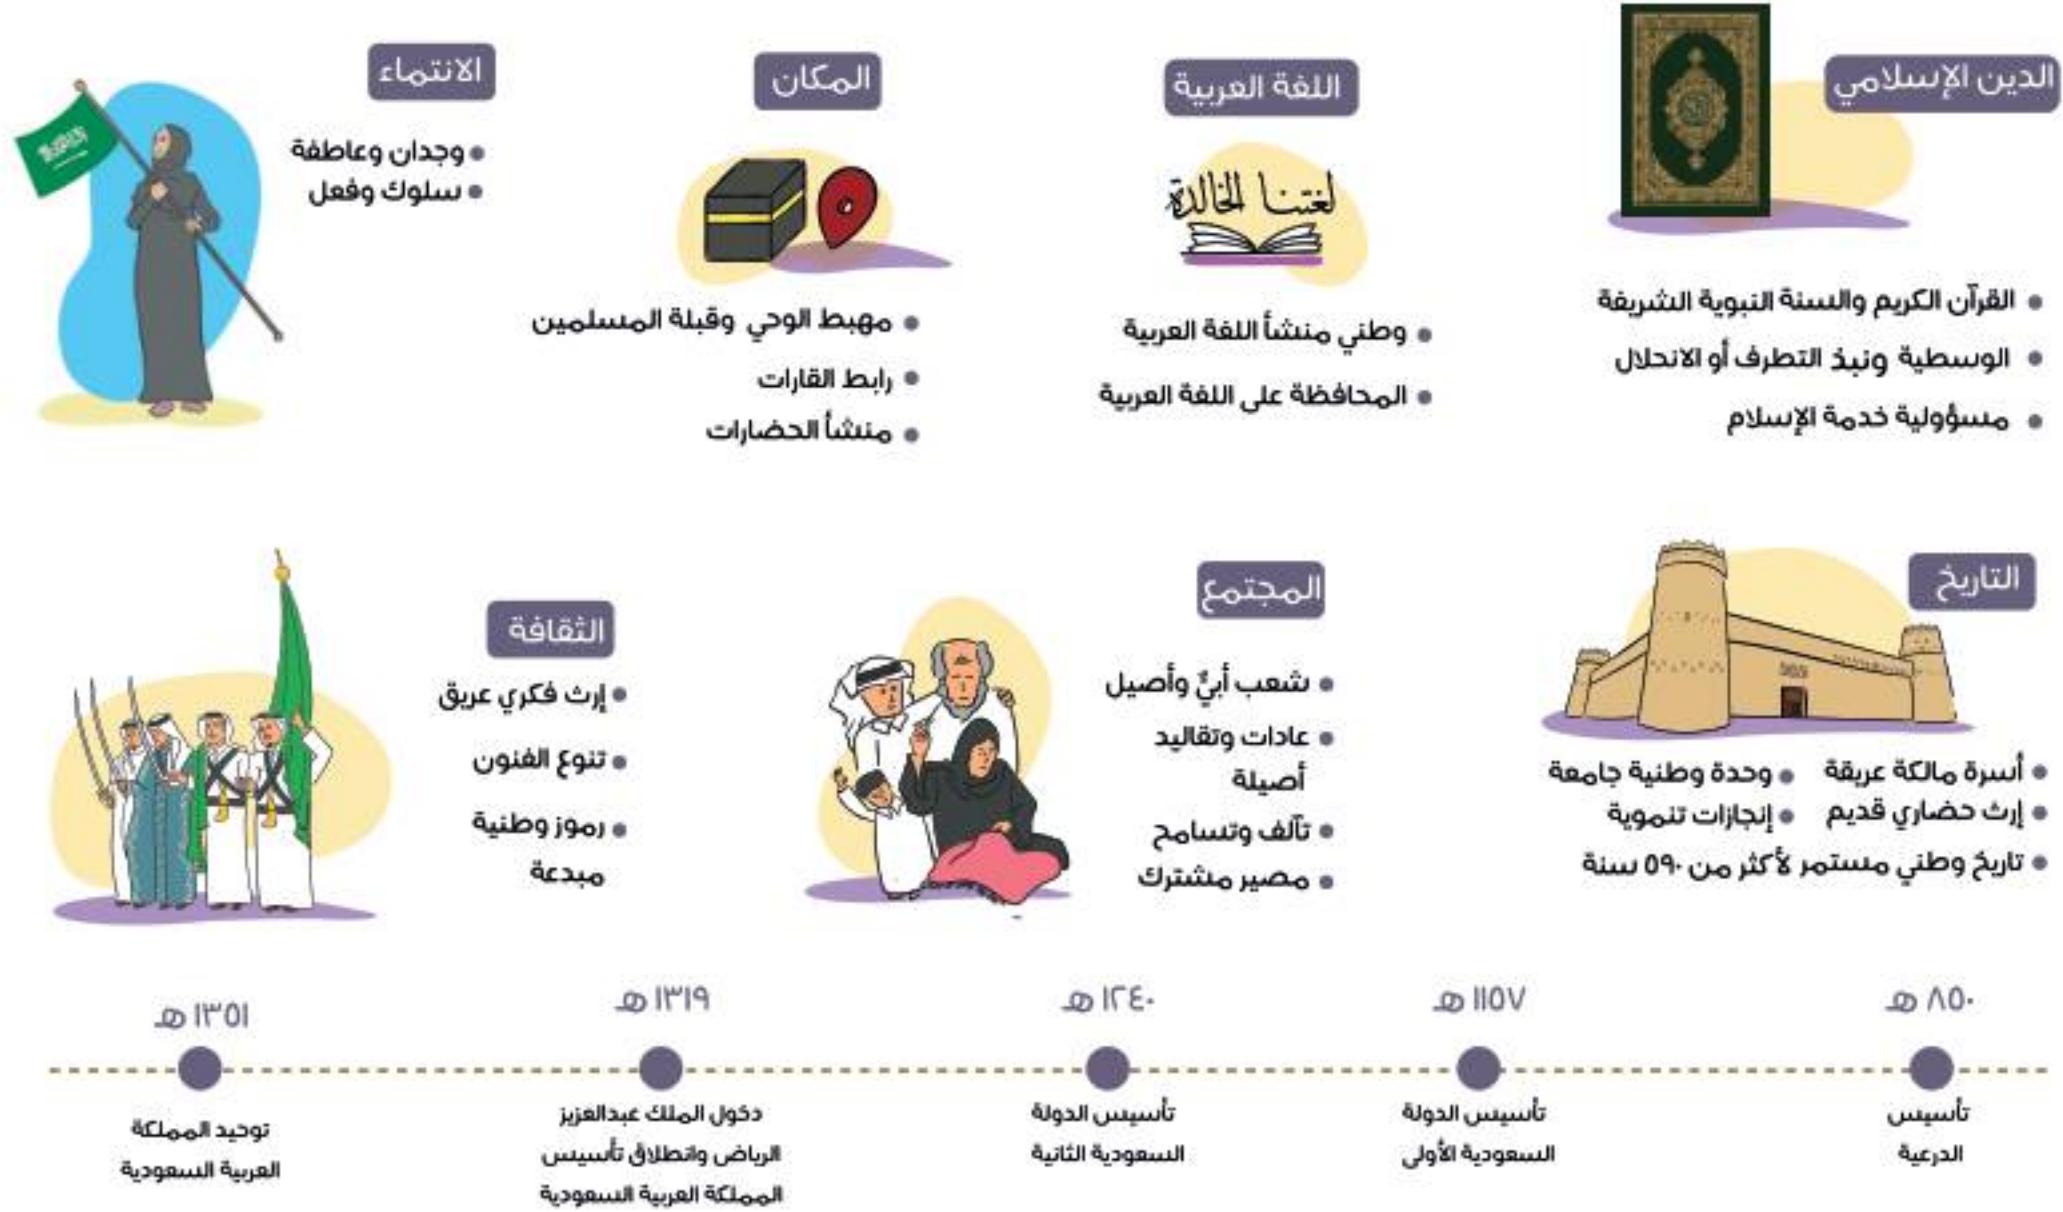 الدين الإسلامي
القرآن الكريم والسنة النبوية الشريفة
الوسطية ونبذ التطرف أو الانحلال
مسؤولية خدمة الإسلام
اللغة العربية
لغتنا الخالدة
وطني منشأ اللغة العربية
المحافظة على اللغة العربية
المكان
مهبط الوحي وقبلة المسلمين
رابط القارات
منشأ الحضارات
الانتماء
وجدان وعاطفة
سلوك وفعل
التاريخ
أسرة مالكة عريقة
وحدة وطنية جامعة
إرث حضاري قديم
إنجازات تنموية
تاريخ وطني مستمر لأكثر من ٥٩٠ سنة
المجتمع
شعب أبيٌّ وأصيل
عادات وتقاليد
أصيلة
تآلف وتسامح
مصير مشترك
الثقافة
إرث فكري عريق
تنوع الفنون
رموز وطنية
مبدعة
٨٥٠ هـ
تأسيس
الدرعية
١١٥٧ هـ
تأسيس الدولة
السعودية الأولى
١٢٤٠ هـ
تأسيس الدولة
السعودية الثانية
١٣١٩ هـ
دخول الملك عبدالعزيز
الرياض وانطلاق تأسيس
المملكة العربية السعودية
١٣٥١ هـ
توحيد المملكة
العربية السعودية